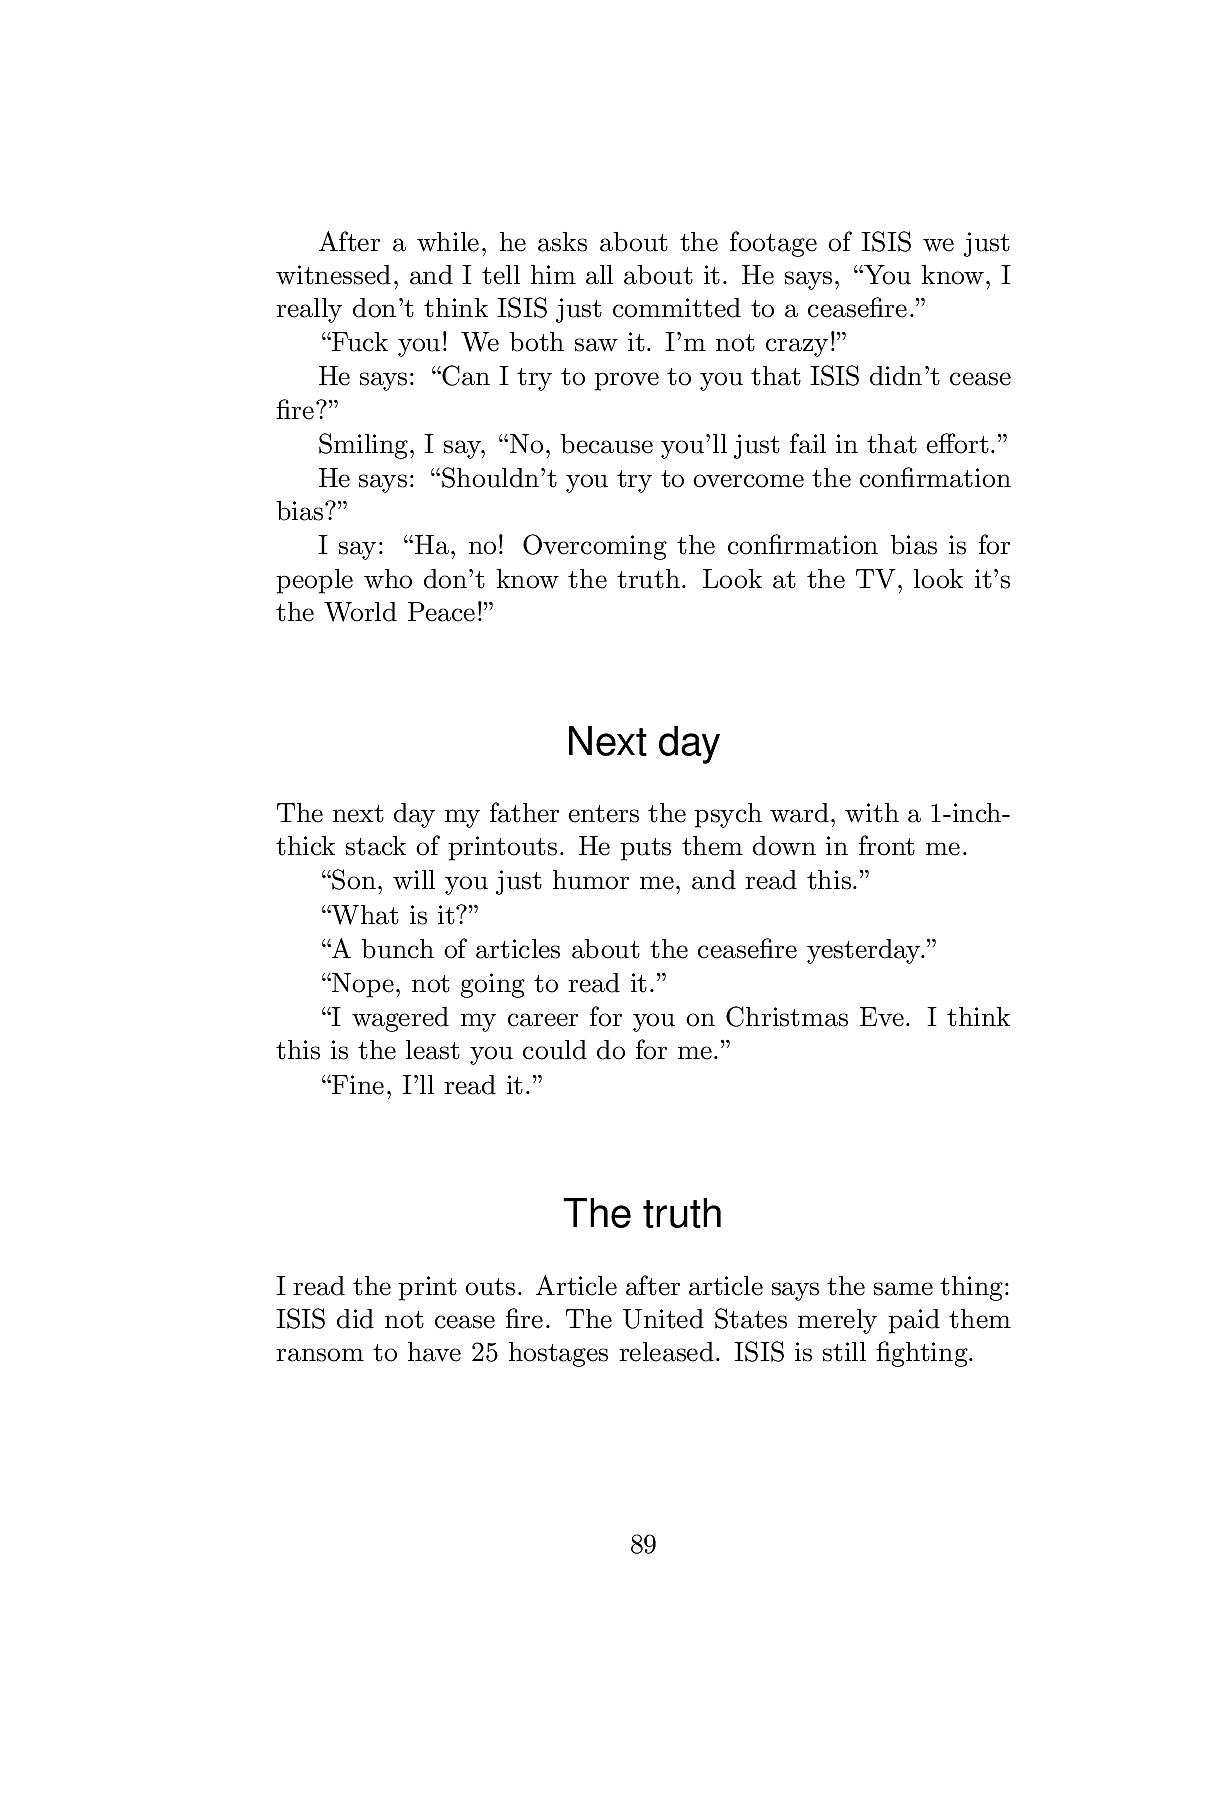 After a while, he asks about the footage of ISIS we just
witnessed, and I tell him all about it. He says, “You know, I
really don’t think ISIS just committed to a ceasefire.”
“Fuck you! We both saw it. I’m not crazy!”
He says: “Can I try to prove to you that ISIS didn’t cease
fire?”
Smiling, I say, “No, because you’ll just fail in that effort.”
He says: “Shouldn’t you try to overcome the confirmation
bias?”
I say: “Ha, no! Overcoming the confirmation bias is for
people who don’t know the truth. Look at the TV, look it’s
the World Peace!”
Next day
The next day my father enters the psych ward, with a 1-inch-
thick stack of printouts. He puts them down in front me.
“Son, will you just humor me, and read this.”
“What is it?”
“A bunch of articles about the ceasefire yesterday.”
“Nope, not going to read it.”
“I wagered my career for you on Christmas Eve. I think
this is the least you could do for me.”
“Fine, I’ll read it.”
The truth
I read the print outs. Article after article says the same thing:
ISIS did not cease fire. The United States merely paid them
ransom to have 25 hostages released. ISIS is still fighting.
89